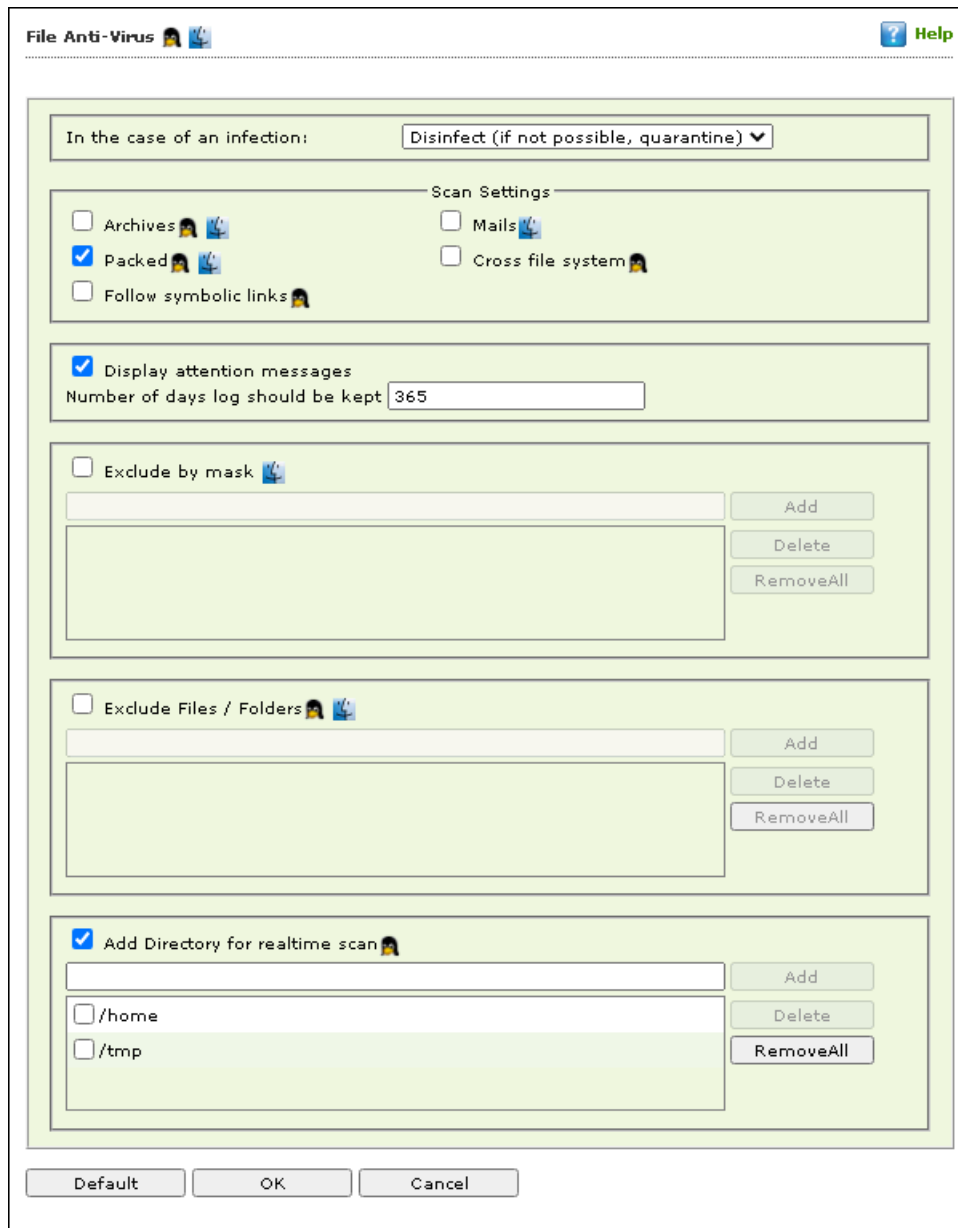 File Anti-Virus Help
In the case of an infection: Disinfect (if not possible, quarantine)
Scan Settings
Archives Mails
Packed Cross file system
Follow symbolic links
Display attention messages
Number of days log should be kept 365
Exclude by mask
Add
Delete
RemoveAll
Exclude Files / Folders
Add
Delete
RemoveAll
Add Directory for realtime scan
Add
/home Delete
/tmp RemoveAll
Default OK Cancel